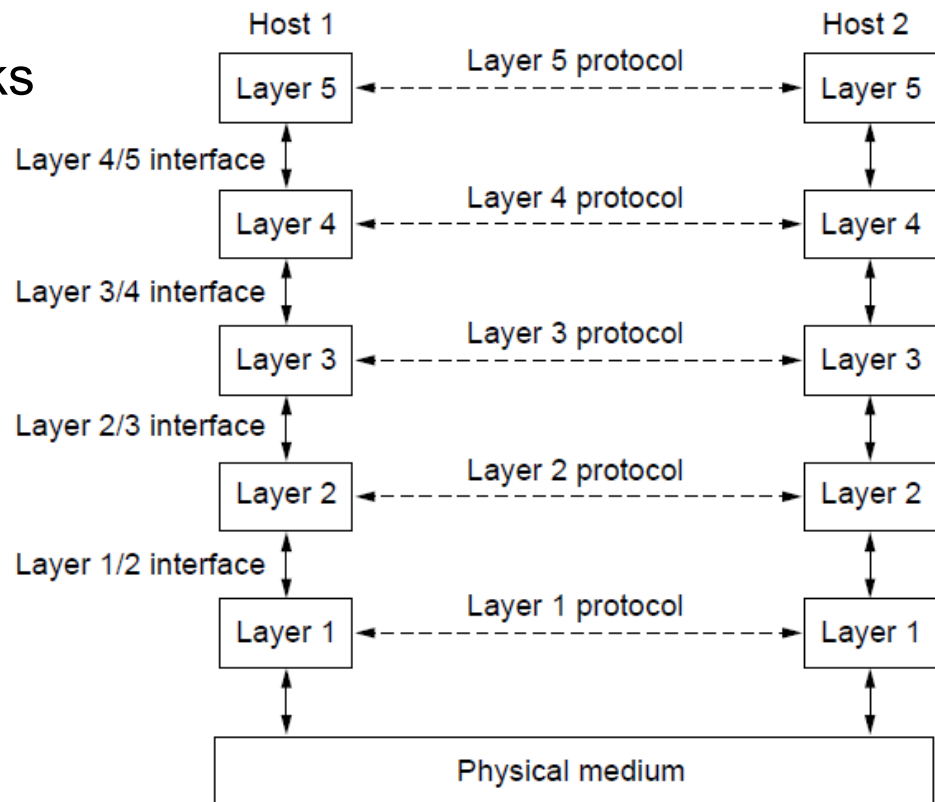 Host 1
Host 2
ks
Layer 5 protocol
Layer 5
Layer 5
Layer 4/5 interface
Layer 4 protocol
Layer 4
Layer 4
Layer 3/4 interface
Layer 3 protocol
Layer 3
Layer 3
Layer 2/3 interface
Layer 2 protocol
Layer 2
Layer 2
Layer 1/2 interface
Layer 1 protocol
Layer 1
Layer 1
Physical medium